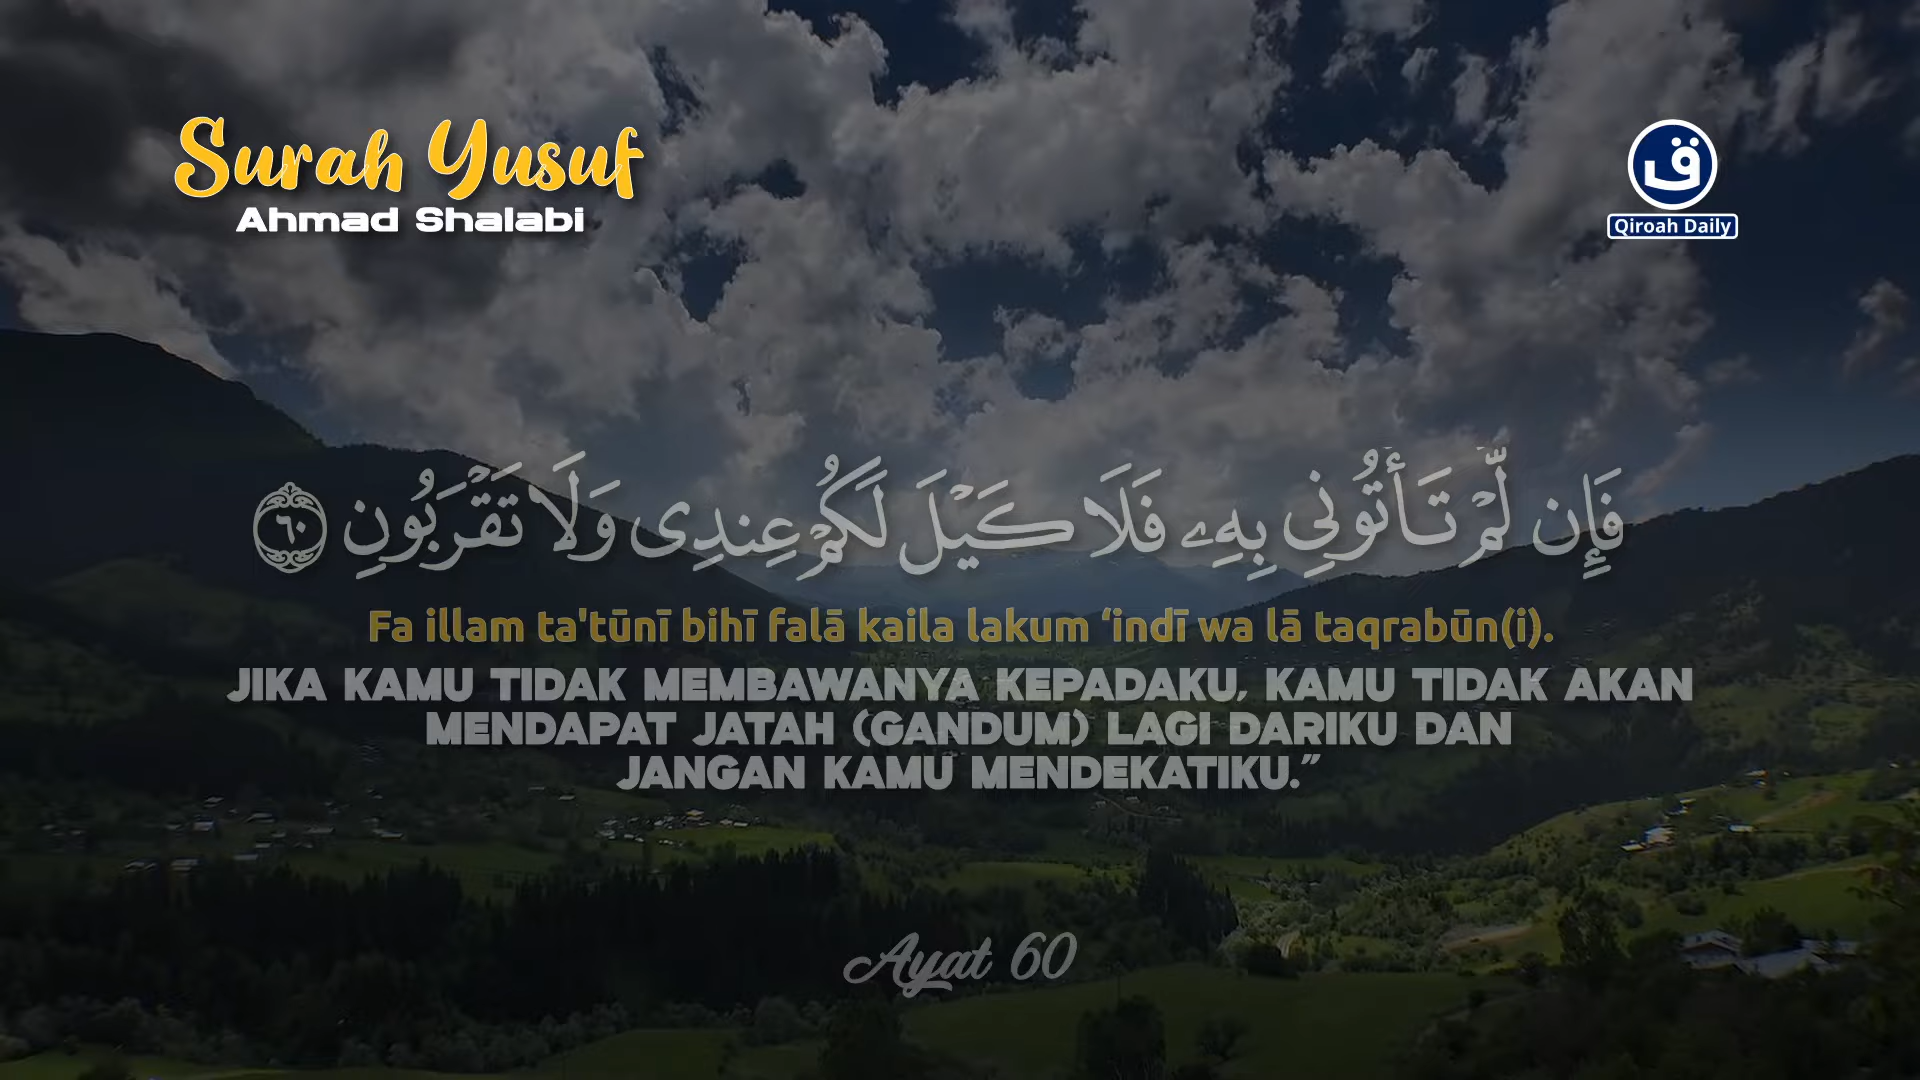 Surah Yusuf
Ahmad Shalabi
ق
Qiroah Daily
فَإِن لَّمْ تَأْتُونِي بِهِۦ فَلَا كَيْلَ لَكُمْ عِندِى وَلَا تَقْرَبُونِ ٦٠
Fa illam ta'tūnī bihī falā kaila lakum ‘indī wa lā taqrabūn(i).
JIKA KAMU TIDAK MEMBAWANYA KEPADAKU, KAMU TIDAK AKAN
MENDAPAT JATAH (GANDUM) LAGI DARIKU DAN
JANGAN KAMU MENDEKATIKU.”
Ayat 60